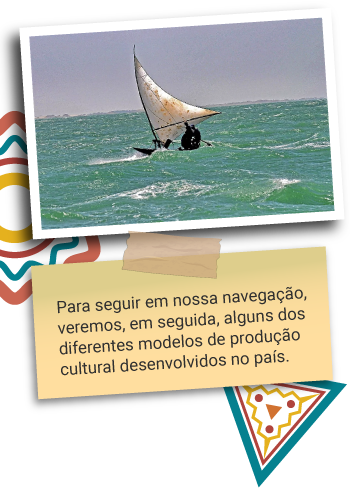 Para seguir em nossa navegação,
veremos, em seguida, alguns dos
diferentes modelos de produção
cultural desenvolvidos no país.